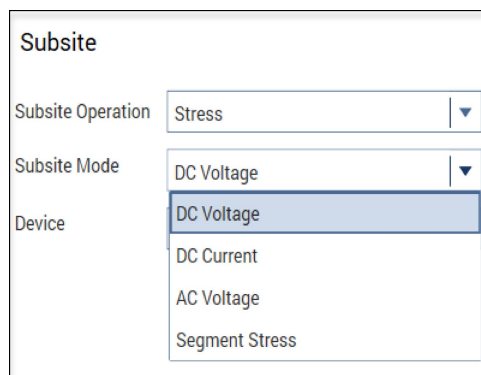 Subsite
Subsite Operation Stress
Subsite Mode DC Voltage
Device DC Voltage
DC Current
AC Voltage
Segment Stress